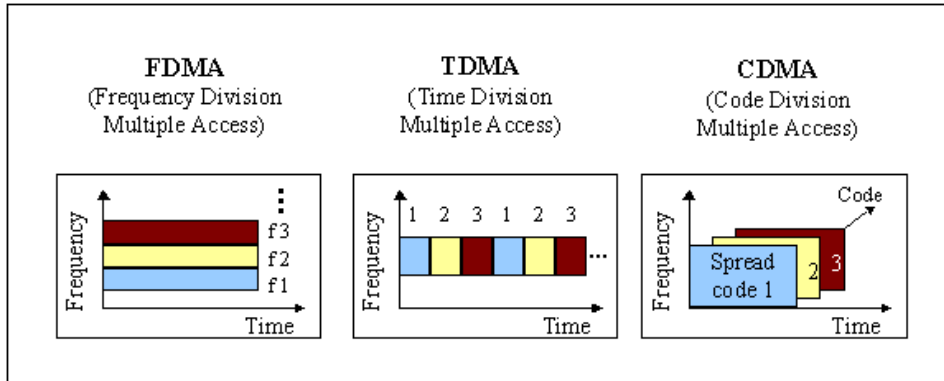 FDMA
(Frequency Division
Multiple Access)
TDMA
(Time Division
Multiple Access)
CDMA
(Code Division
Multiple Access)
Frequency
f3
f2
f1
Time
Frequency
1 2 3 1 2 3
...
Time
Frequency
Code
Spread
code 1
2
3
Time